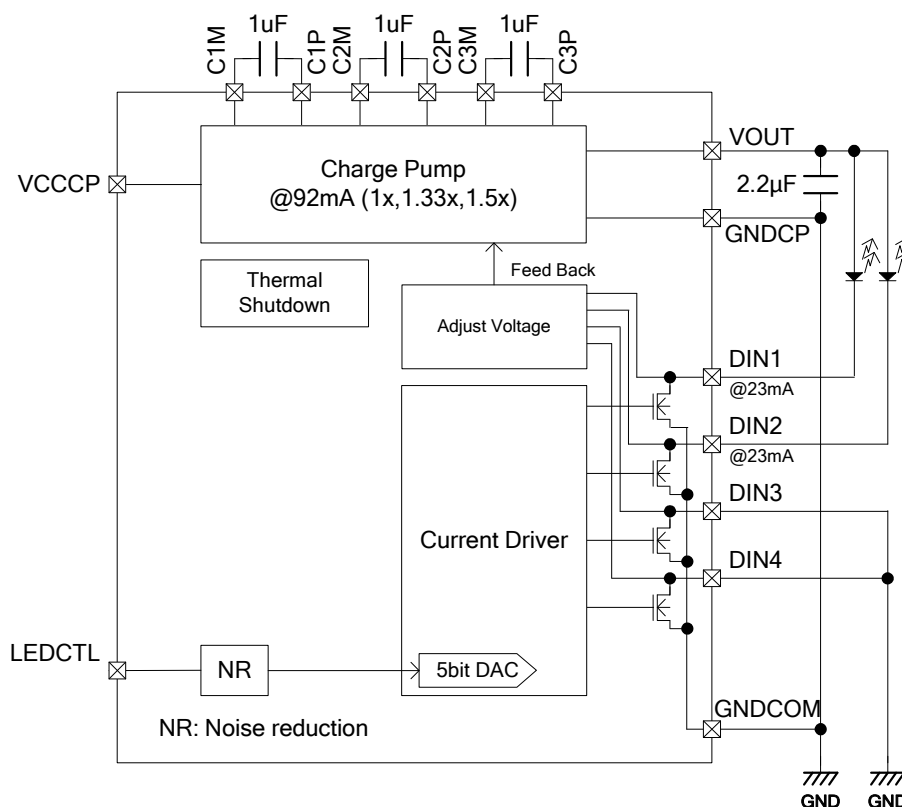 1uF
1uF
1uF
C1M
C1P
C2M
C2P
C3M
C3P
VOUT
Charge Pump
@92mA (1x,1.33x,1.5x)
VCCCP
2.2µF
GNDCP
Feed Back
Thermal
Shutdown
Adjust Voltage
DIN1
@23mA
DIN2
@23mA
DIN3
Current Driver
DIN4
LEDCTL
NR
5bit DAC
GNDCOM
NR: Noise reduction
GND
GND